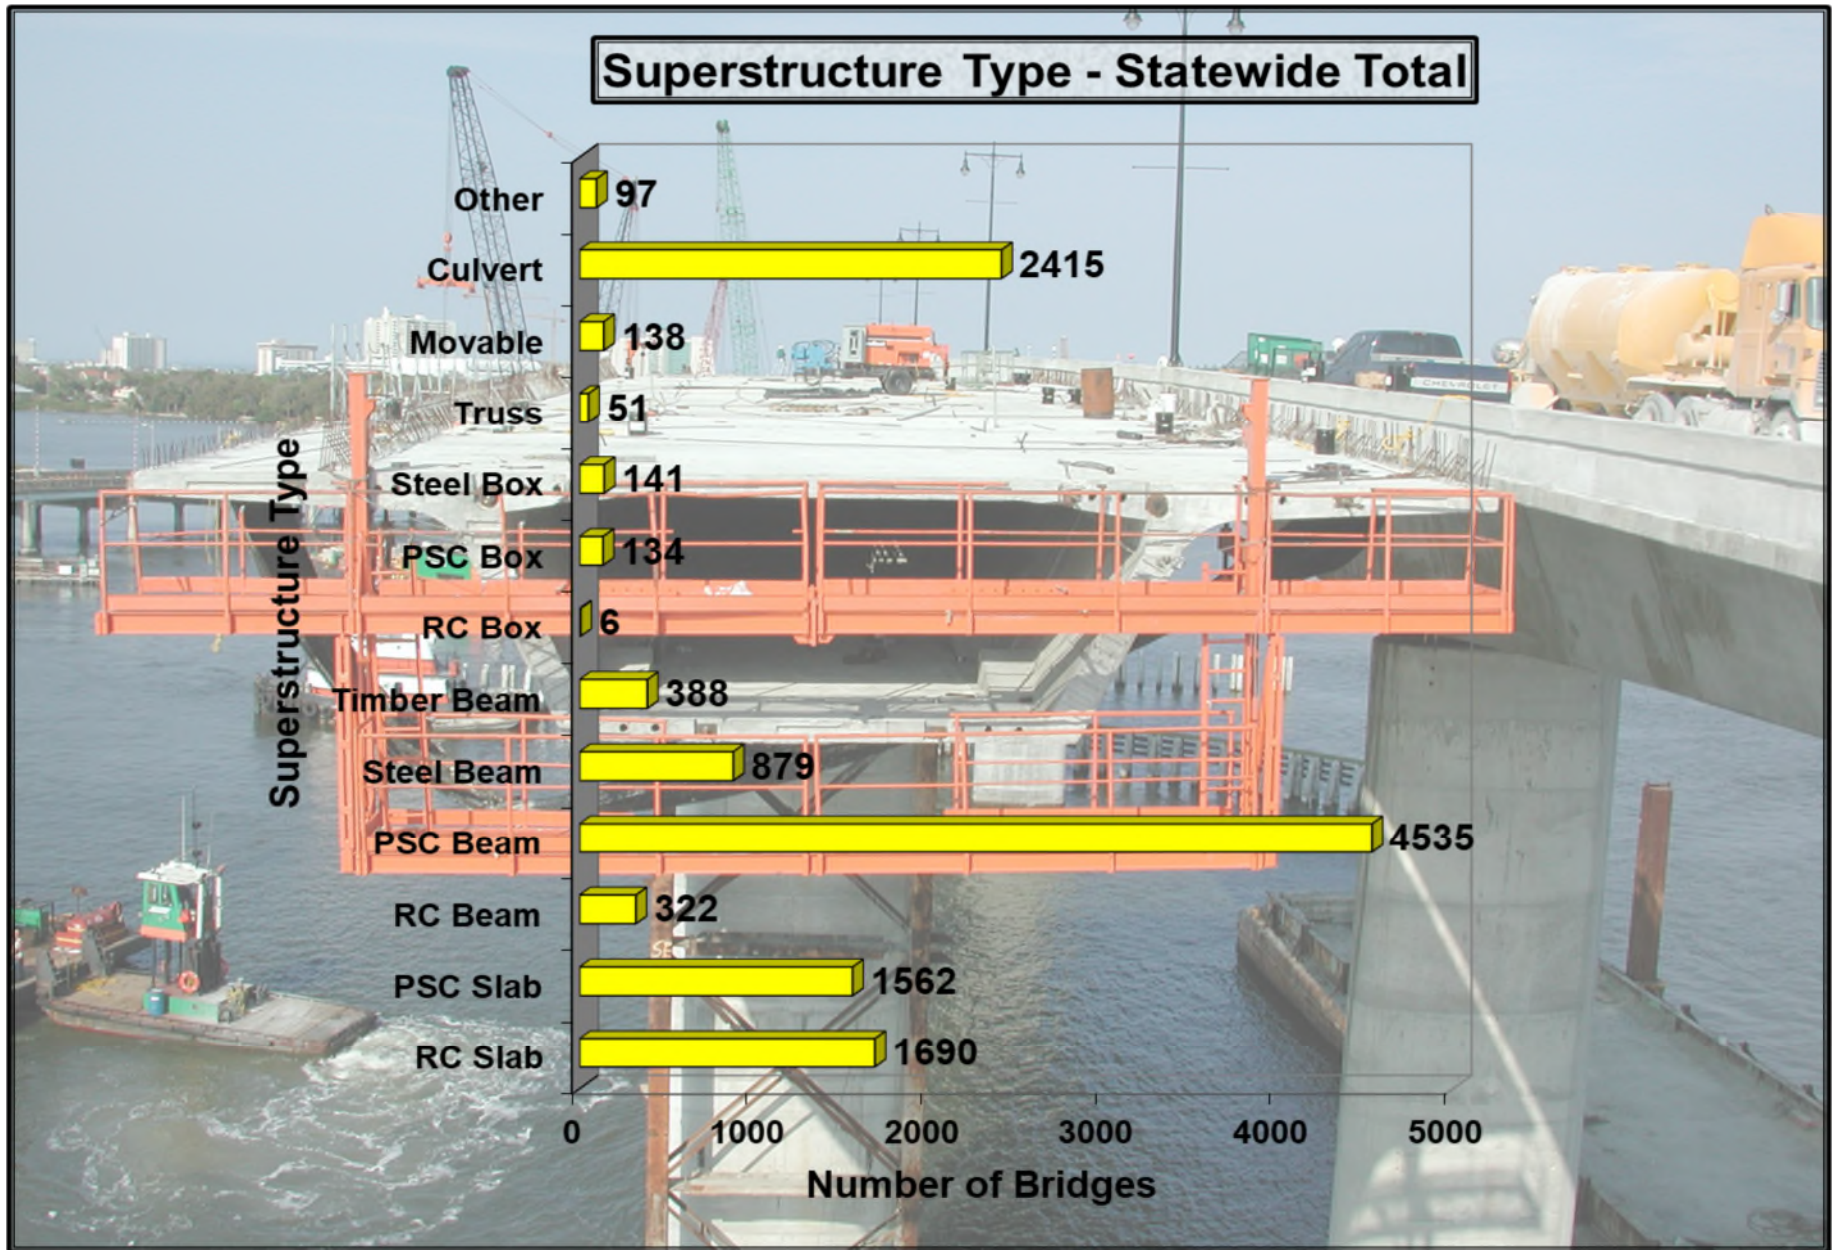 Superstructure Type - Statewide Total
Superstructure Type
Other 97
Culvert 2415
Movable 138
Truss 51
Steel Box 141
PSC Box 134
RC Box 6
Timber Beam 388
Steel Beam 879
PSC Beam 4535
RC Beam 322
PSC Slab 1562
RC Slab 1690
0 1000 2000 3000 4000 5000
Number of Bridges
CHEVROLET